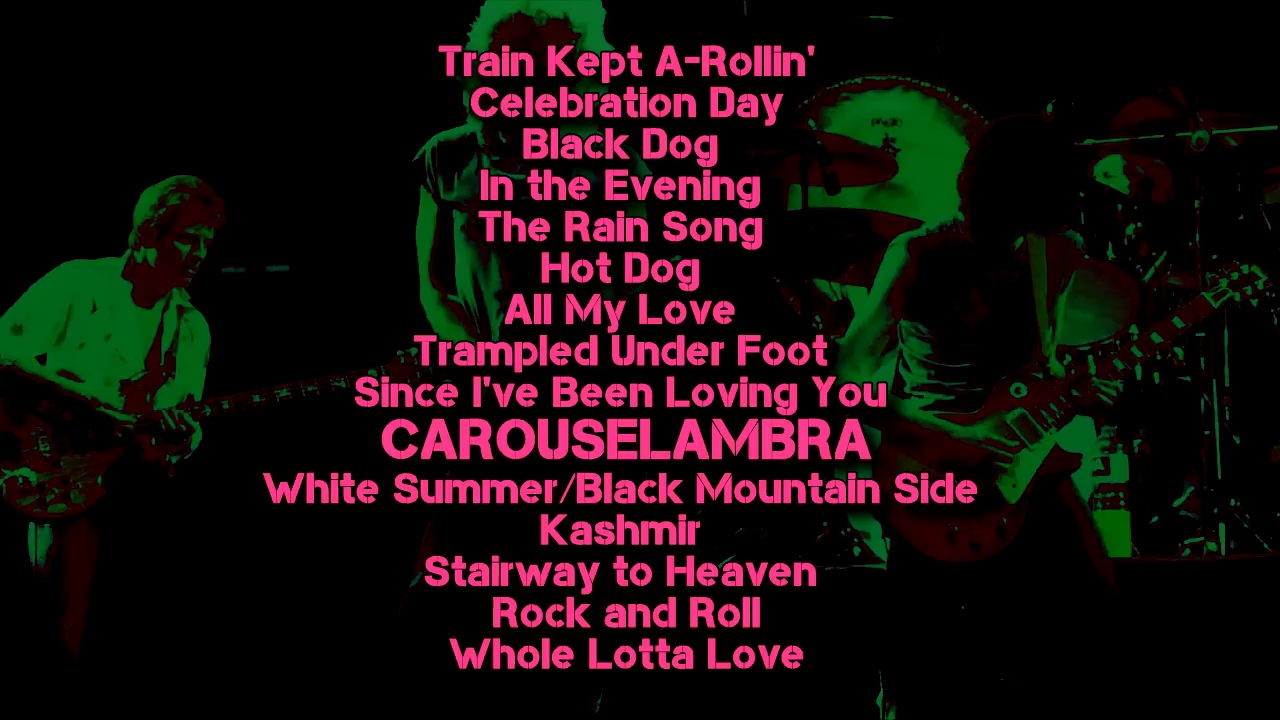 Train Kept A-Rollin'
Celebration Day
Black Dog
In the Evening
The Rain Song
Hot Dog
All My Love
Trampled Under Foot
Since I've Been Loving You
CAROUSELAMBRA
White Summer/Black Mountain Side
Kashmir
Stairway to Heaven
Rock and Roll
Whole Lotta Love